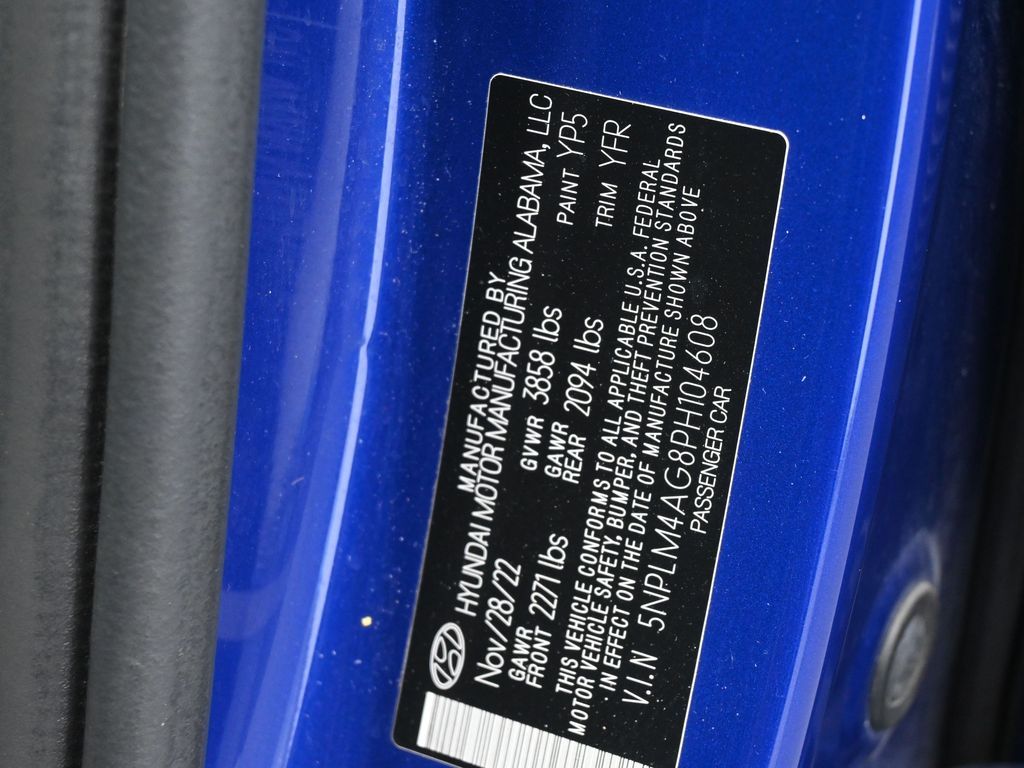 MANUFACTURED BY
HYUNDAI MOTOR MANUFACTURING ALABAMA, LLC
Nov/28/22 GVWR 3858 lbs PAINT YP5
GAWR FRONT 2271 lbs GAWR REAR 2094 lbs TRIM YFR
THIS VEHICLE CONFORMS TO ALL APPLICABLE U.S.A. FEDERAL
MOTOR VEHICLE SAFETY, BUMPER, AND THEFT PREVENTION STANDARDS
IN EFFECT ON THE DATE OF MANUFACTURE SHOWN ABOVE
V.I.N 5NPLM4AG8PH104608
PASSENGER CAR